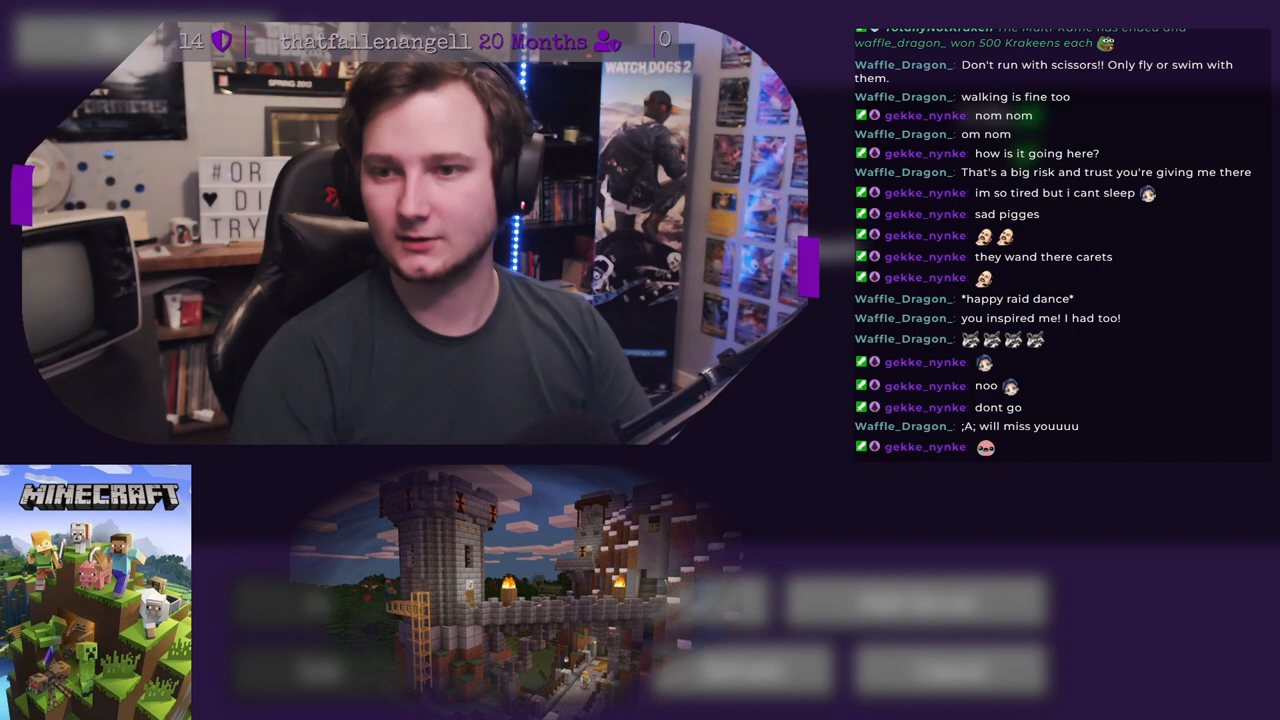 14 thatfallenangell 20 Months 0
SPRING 2013
WATCH DOGS 2
#OR
♥ DI
TRY
MINECRAFT
TotallyNotKraken The Multi-Raffle has ended and
waffle_dragon_ won 500 Krakeens each
Waffle_Dragon_: Don't run with scissors!! Only fly or swim with
them.
Waffle_Dragon_: walking is fine too
gekke_nynke: nom nom
Waffle_Dragon_: om nom
gekke_nynke: how is it going here?
Waffle_Dragon_: That's a big risk and trust you're giving me there
gekke_nynke: im so tired but i cant sleep
gekke_nynke: sad pigges
gekke_nynke:
gekke_nynke: they wand there carets
gekke_nynke:
Waffle_Dragon_: *happy raid dance*
Waffle_Dragon_: you inspired me! I had too!
Waffle_Dragon_:
gekke_nynke:
gekke_nynke: noo
gekke_nynke: dont go
Waffle_Dragon_: ;A; will miss youuuu
gekke_nynke: